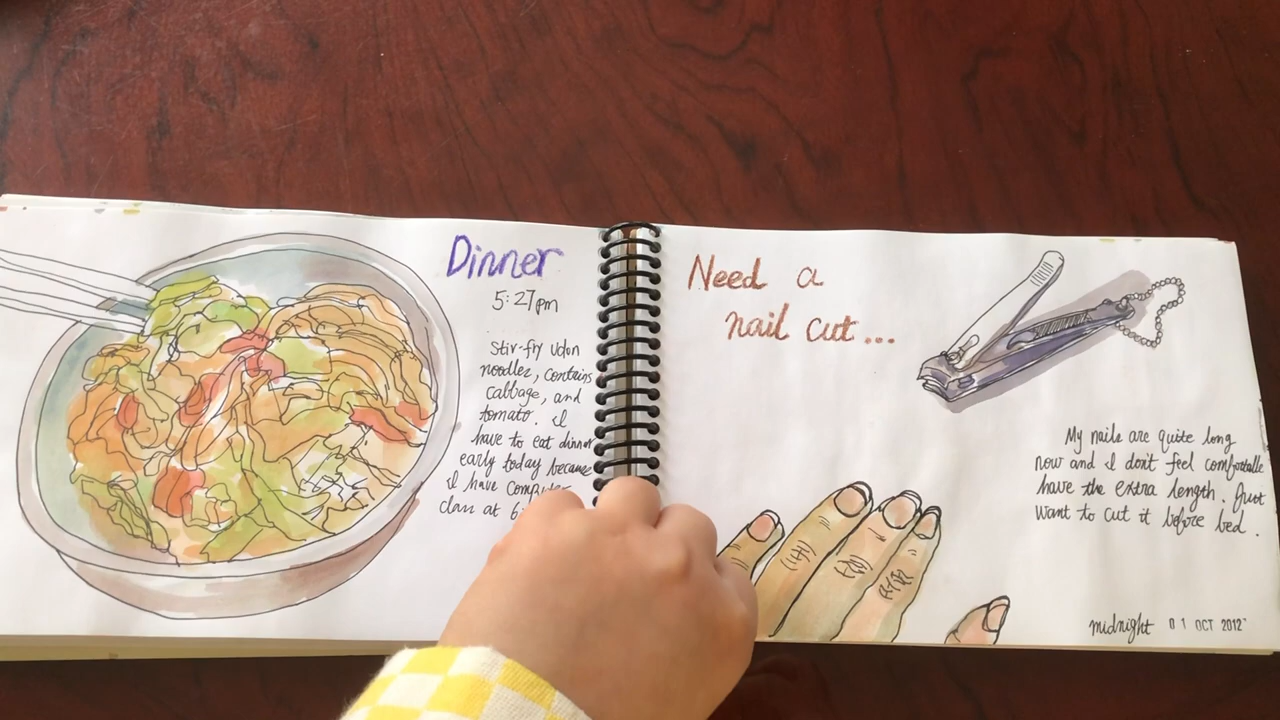 Dinner
5:27pm
Stir-fry udon
noodles, contains
cabbage, and
tomato. I
have to eat dinner
early today because
I have computer
class at 6:
Need a
nail cut...
My nails are quite long
now and I don't feel comfortable
have the extra length. Just
want to cut it before bed.
midnight 01 OCT 2012